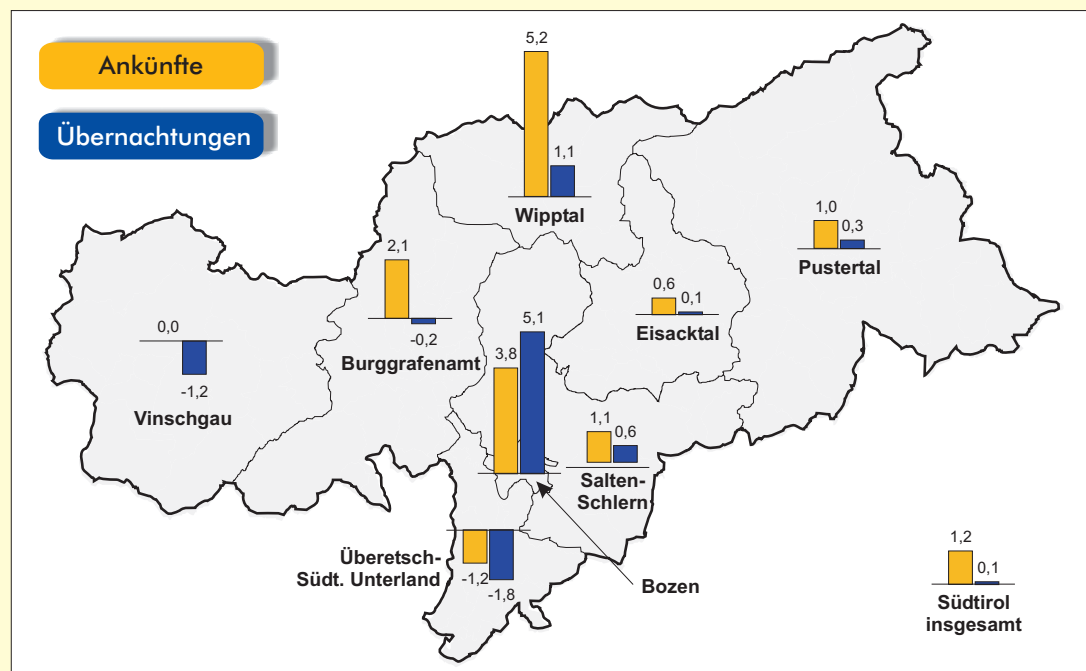 Ankünfte
Übernachtungen
5,2
1,1
Wipptal
1,0
0,3
Pustertal
2,1
-0,2
Burggrafenamt
0,6
0,1
Eisacktal
0,0
-1,2
Vinschgau
3,8
5,1
Bozen
1,1
0,6
Salten-
Schlern
Überetsch-
Südt. Unterland
-1,2
-1,8
1,2
0,1
Südtirol
insgesamt